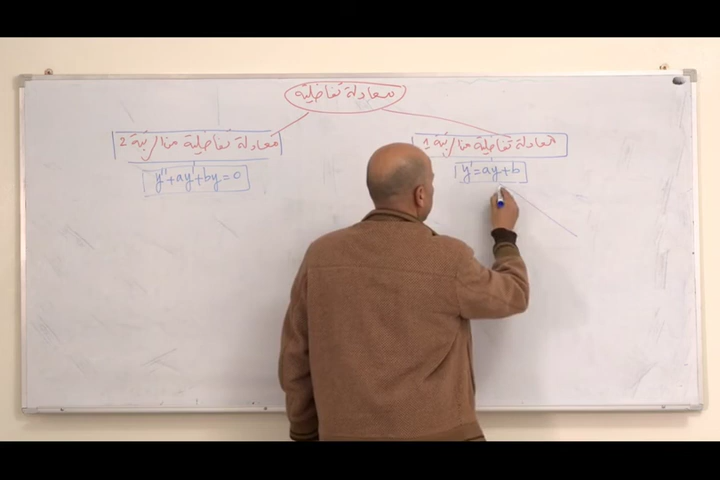 معادلة تفاضلية
معادلة تفاضلية من الرتبة 1
y' = ay + b
معادلة تفاضلية من الرتبة 2
y'' + ay' + by = 0